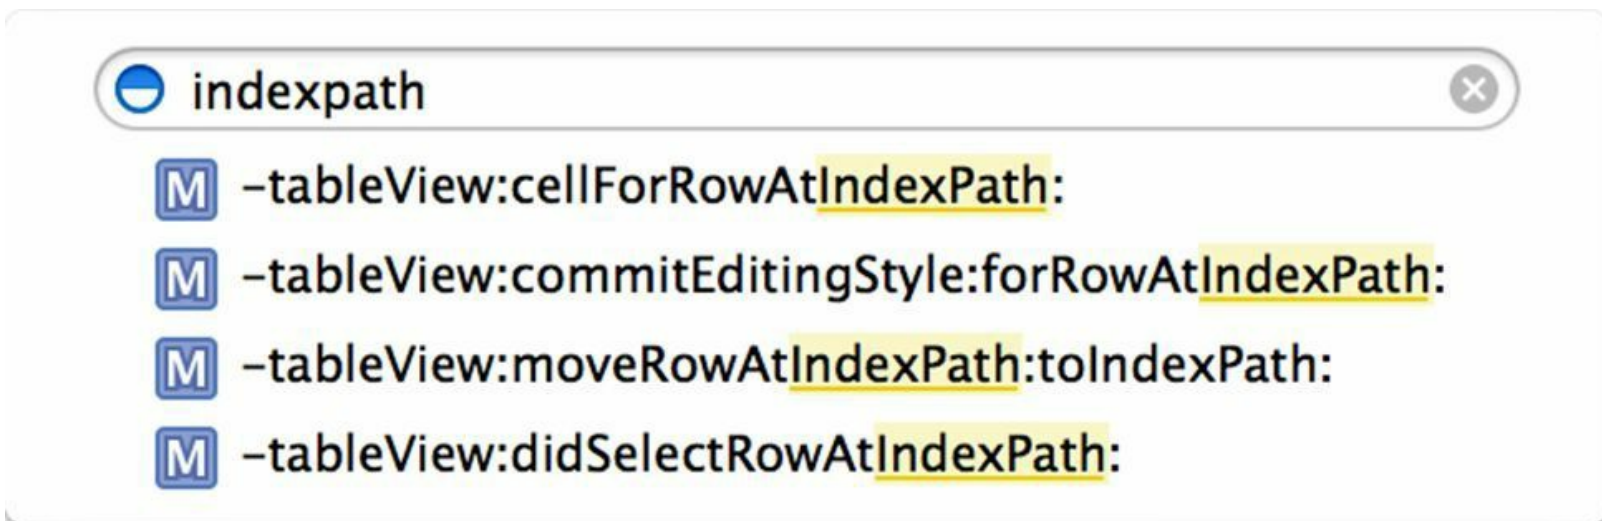 indexpath
M –tableView:cellForRowAtIndexPath:
M –tableView:commitEditingStyle:forRowAtIndexPath:
M –tableView:moveRowAtIndexPath:toIndexPath:
M –tableView:didSelectRowAtIndexPath: